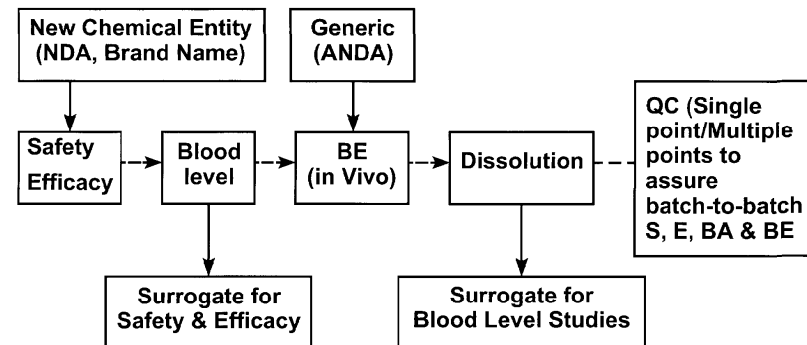 New Chemical Entity
(NDA, Brand Name)
Generic
(ANDA)
Safety
Efficacy
Blood
level
BE
(in Vivo)
Dissolution
QC (Single
point/Multiple
points to
assure
batch-to-batch
S, E, BA & BE
Surrogate for
Safety & Efficacy
Surrogate for
Blood Level Studies